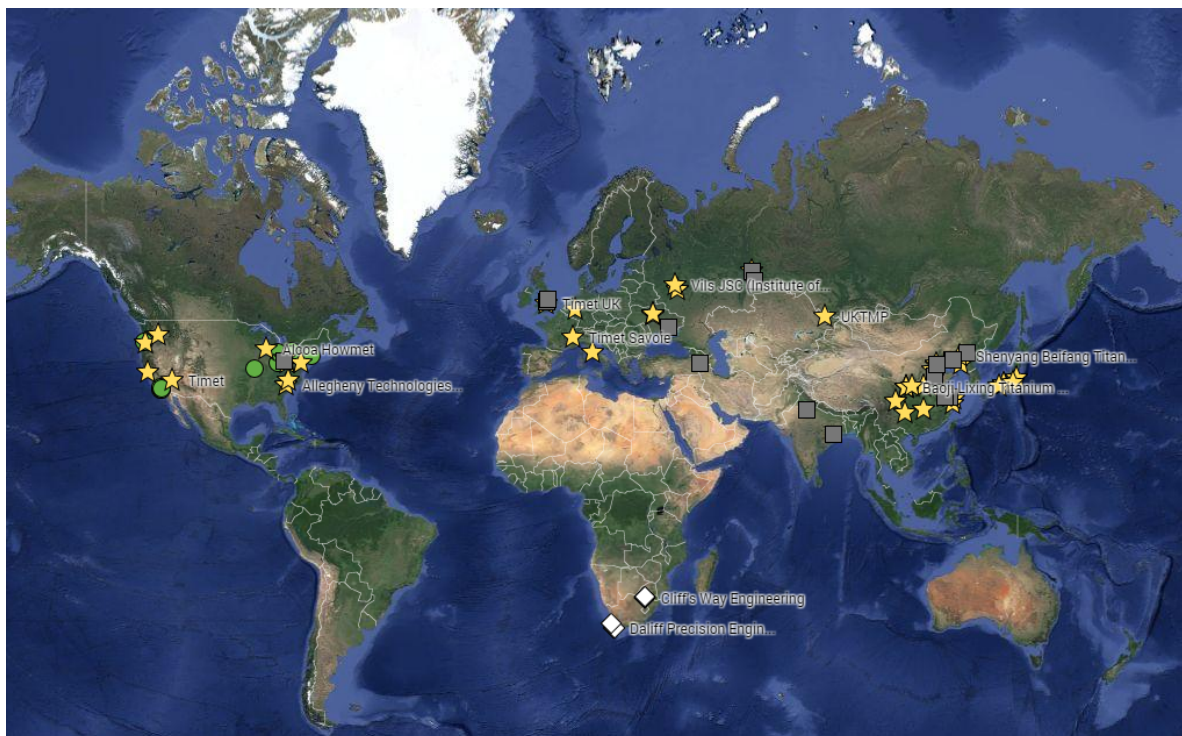 VIls JSC (Institute of...
Timet UK
UKTMP
Timet Savoie
Alcoa Howmet
Shenyang Beifang Titan...
Timet
Allegheny Technologies...
Baoji Lixing Titanium ...
Cliff's Way Engineering
Daliff Precision Engin...